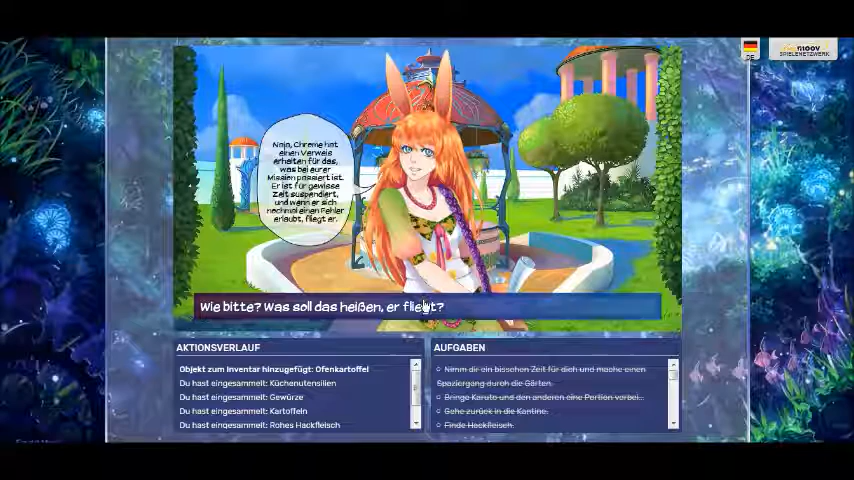 DE
moov
SPIELENETZWERK
Naja, Chrome hat
einen Verweis
erhalten für das,
was bei eurer
Mission passiert ist.
Er ist für gewisse
Zeit suspendiert,
und wenn er sich
nochmal einen Fehler
erlaubt, fliegt er.
Wie bitte? Was soll das heißen, er fliegt?
AKTIONSVERLAUF
Objekt zum Inventar hinzugefügt: Ofenkartoffel
Du hast eingesammelt: Küchenutensilien
Du hast eingesammelt: Gewürze
Du hast eingesammelt: Kartoffeln
Du hast eingesammelt: Rohes Hackfleisch
AUFGABEN
Nimm dir ein bisschen Zeit für dich und mache einen
Spaziergang durch die Gärten.
Bringe Karuto und den anderen eine Portion vorbei...
Gehe zurück in die Kantine.
Finde Hackfleisch.